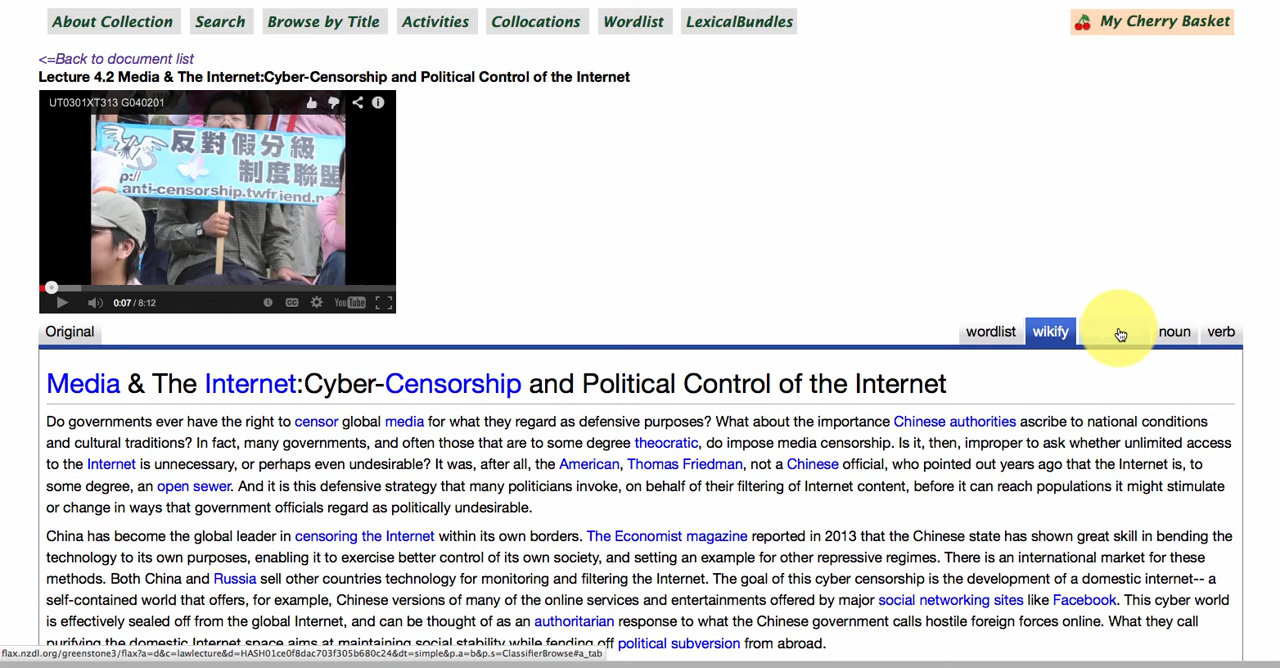 About Collection Search Browse by Title Activities Collocations Wordlist LexicalBundles My Cherry Basket
<=Back to document list
Lecture 4.2 Media & The Internet:Cyber-Censorship and Political Control of the Internet
UT0301XT313 G040201
反對假分級
制度聯盟
p://
anti-censorship.twfriend.n
0:07 / 8:12 CC YouTube
Original wordlist wikify noun verb
Media & The Internet:Cyber-Censorship and Political Control of the Internet
Do governments ever have the right to censor global media for what they regard as defensive purposes? What about the importance Chinese authorities ascribe to national conditions
and cultural traditions? In fact, many governments, and often those that are to some degree theocratic, do impose media censorship. Is it, then, improper to ask whether unlimited access
to the Internet is unnecessary, or perhaps even undesirable? It was, after all, the American, Thomas Friedman, not a Chinese official, who pointed out years ago that the Internet is, to
some degree, an open sewer. And it is this defensive strategy that many politicians invoke, on behalf of their filtering of Internet content, before it can reach populations it might stimulate
or change in ways that government officials regard as politically undesirable.
China has become the global leader in censoring the Internet within its own borders. The Economist magazine reported in 2013 that the Chinese state has shown great skill in bending the
technology to its own purposes, enabling it to exercise better control of its own society, and setting an example for other repressive regimes. There is an international market for these
methods. Both China and Russia sell other countries technology for monitoring and filtering the Internet. The goal of this cyber censorship is the development of a domestic internet-- a
self-contained world that offers, for example, Chinese versions of many of the online services and entertainments offered by major social networking sites like Facebook. This cyber world
is effectively sealed off from the global Internet, and can be thought of as an authoritarian response to what the Chinese government calls hostile foreign forces online. What they call
purifying the domestic Internet space aims at maintaining social stability while fending off political subversion from abroad.
flax.nzdl.org/greenstone3/flax?a=d&c=lawlecture&d=HASH01ce0f8dac703f305b680c24&dt=simple&p.a=b&p.s=ClassifierBrowse#a_tab